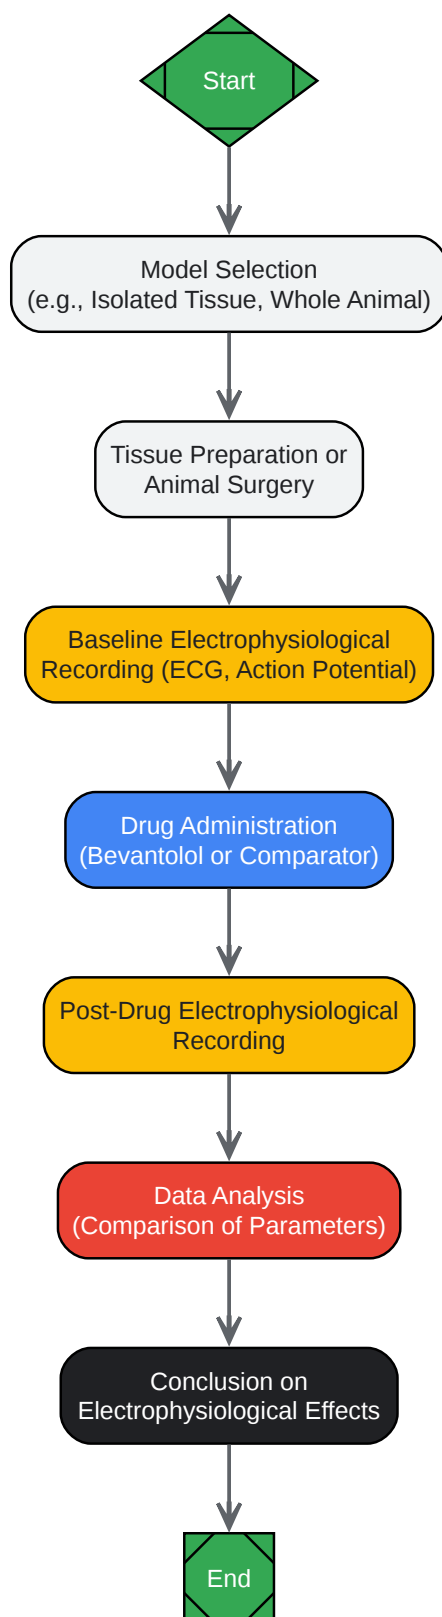 Start
Model Selection
(e.g., Isolated Tissue, Whole Animal)
Tissue Preparation or
Animal Surgery
Baseline Electrophysiological
Recording (ECG, Action Potential)
Drug Administration
(Bevantolol or Comparator)
Post-Drug Electrophysiological
Recording
Data Analysis
(Comparison of Parameters)
Conclusion on
Electrophysiological Effects
End